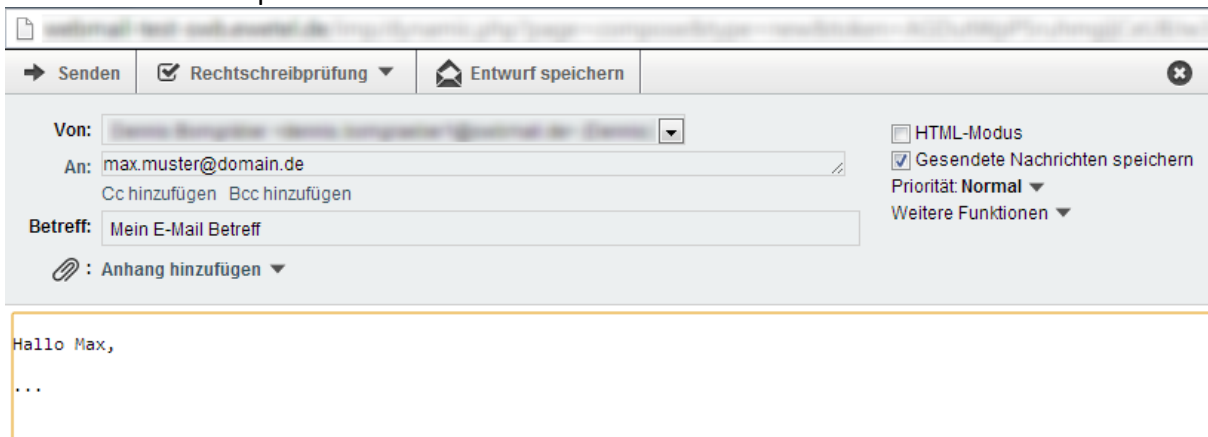 Senden Rechtschreibprüfung Entwurf speichern
Von: HTML-Modus
An: max.muster@domain.de Gesendete Nachrichten speichern
Cc hinzufügen Bcc hinzufügen Priorität: Normal
Betreff: Mein E-Mail Betreff Weitere Funktionen
: Anhang hinzufügen
Hallo Max,
...